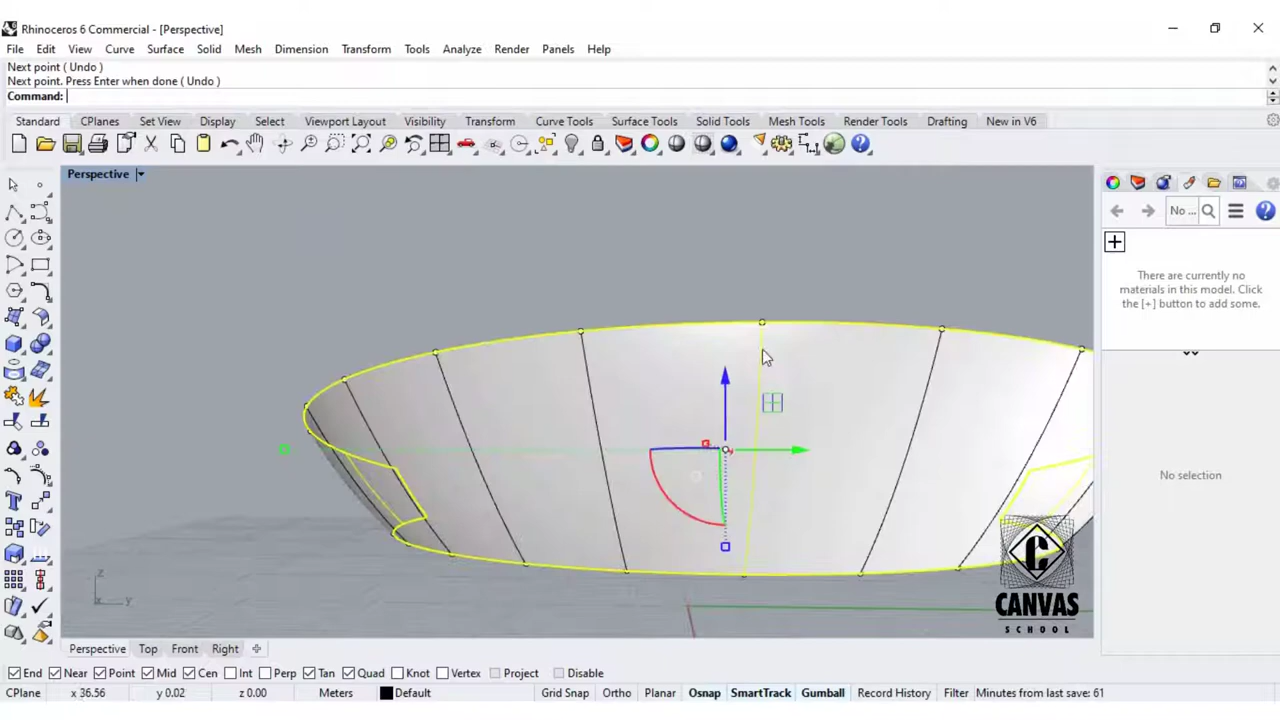 Rhinoceros 6 Commercial - [Perspective]
File Edit View Curve Surface Solid Mesh Dimension Transform Tools Analyze Render Panels Help
Next point ( Undo )
Next point. Press Enter when done ( Undo )
Command:
Standard CPlanes Set View Display Select Viewport Layout Visibility Transform Curve Tools Surface Tools Solid Tools Mesh Tools Render Tools Drafting New in V6
Perspective
No ...
There are currently no
materials in this model. Click
the [+] button to add some.
No selection
z
x
y
C
CANVAS
SCHOOL
Perspective Top Front Right
End Near Point Mid Cen Int Perp Tan Quad Knot Vertex Project Disable
CPlane x 36.56 y 0.02 z 0.00 Meters Default Grid Snap Ortho Planar Osnap SmartTrack Gumball Record History Filter Minutes from last save: 61